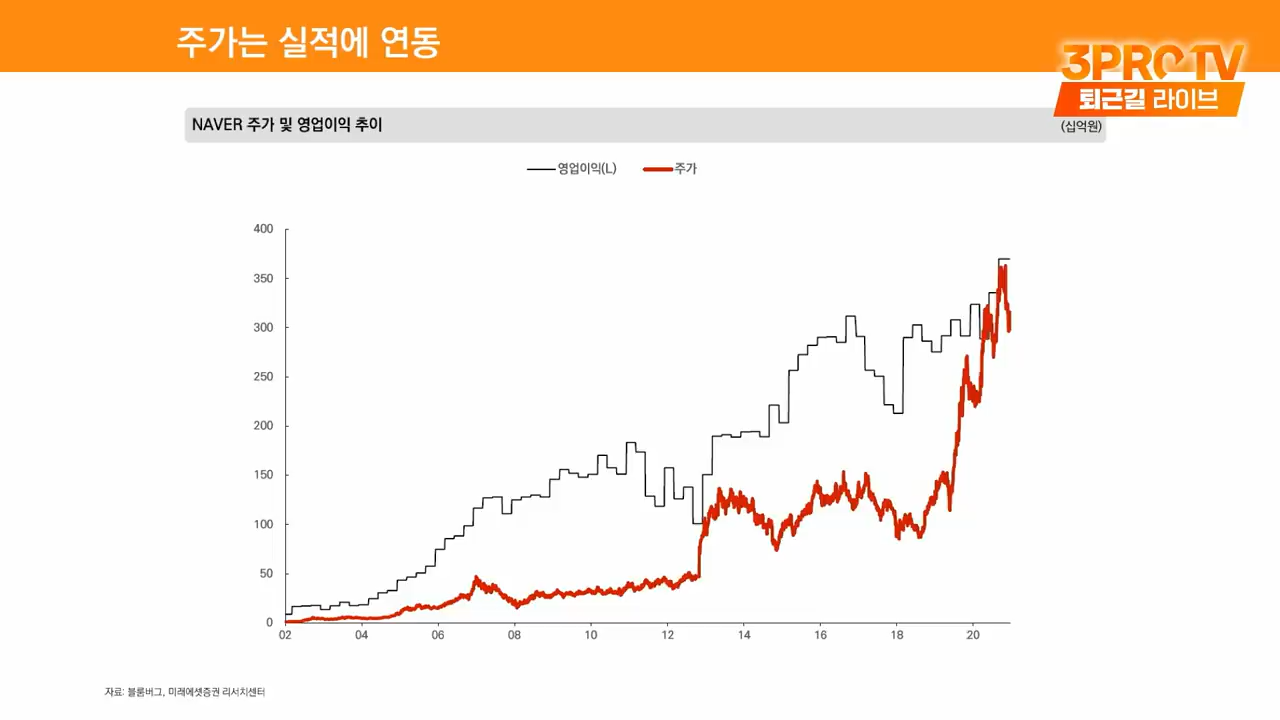 주가는 실적에 연동
3PROTV
퇴근길 라이브
NAVER 주가 및 영업이익 추이
(십억원)
영업이익(L) 주가
400
350
300
250
200
150
100
50
0
02 04 06 08 10 12 14 16 18 20
자료: 블룸버그, 미래에셋증권 리서치센터